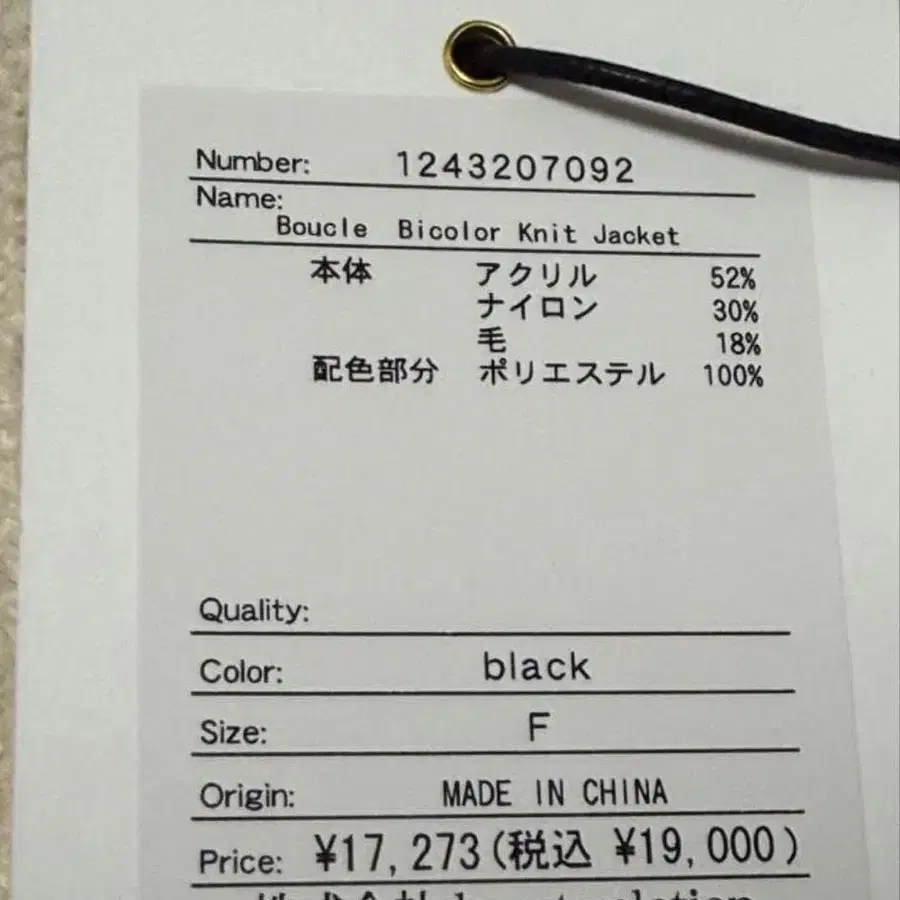 Number: 1243207092
Name:
Boucle Bicolor Knit Jacket
本体 アクリル 52%
ナイロン 30%
毛 18%
配色部分 ポリエステル 100%
Quality:
Color: black
Size: F
Origin: MADE IN CHINA
Price: ¥17,273(税込 ¥19,000)